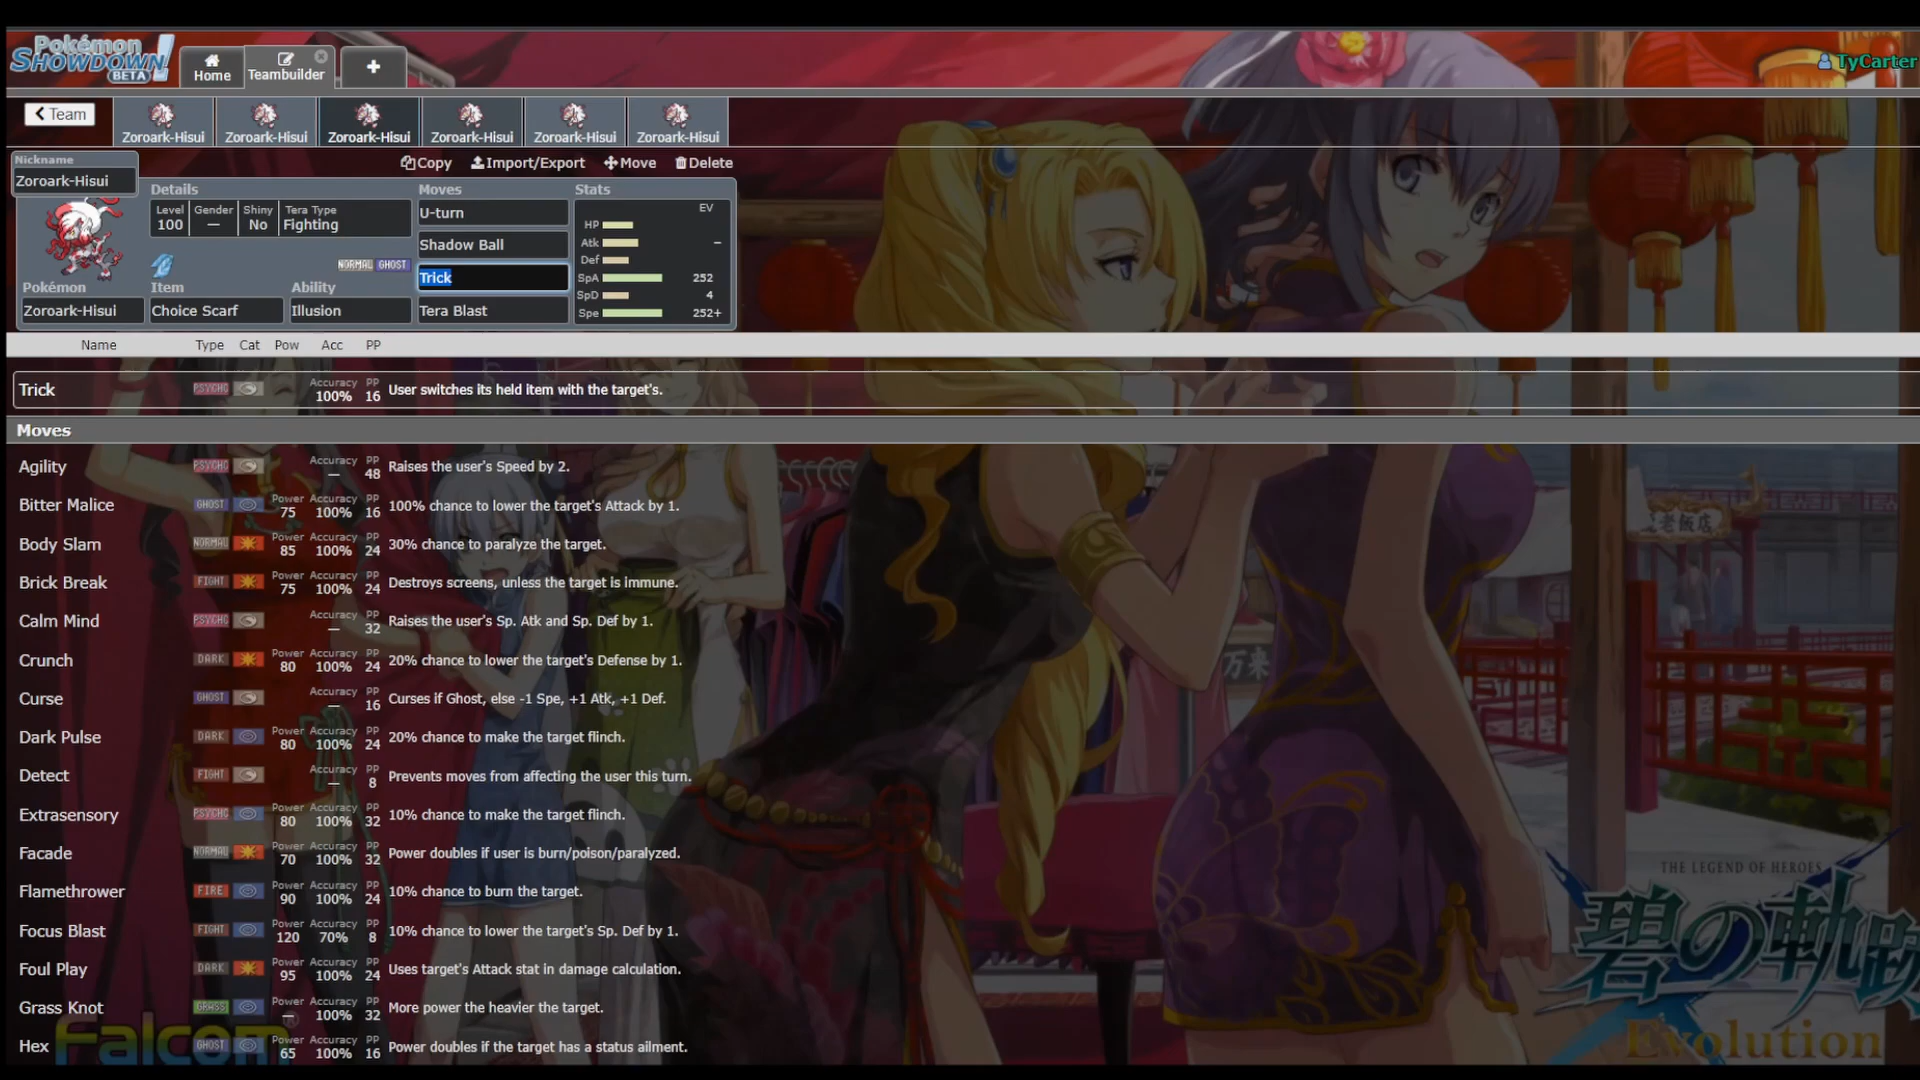 Pokémon
SHOWDOWN!
BETA
Home
Teambuilder
TyCarter
Team
Zoroark-Hisui
Zoroark-Hisui
Zoroark-Hisui
Zoroark-Hisui
Zoroark-Hisui
Zoroark-Hisui
Copy Import/Export Move Delete
Nickname
Zoroark-Hisui
Details
Level Gender Shiny Tera Type
100 — No Fighting
NORMAL GHOST
Pokémon Item Ability
Zoroark-Hisui Choice Scarf Illusion
Moves
U-turn
Shadow Ball
Trick
Tera Blast
Stats
EV
HP
Atk –
Def
SpA 252
SpD 4
Spe 252+
Name Type Cat Pow Acc PP
Trick PSYCHC Accuracy 100% PP 16 User switches its held item with the target's.
Moves
Agility PSYCHC Accuracy — PP 48 Raises the user's Speed by 2.
Bitter Malice GHOST Power 75 Accuracy 100% PP 16 100% chance to lower the target's Attack by 1.
Body Slam NORMAL Power 85 Accuracy 100% PP 24 30% chance to paralyze the target.
Brick Break FIGHT Power 75 Accuracy 100% PP 24 Destroys screens, unless the target is immune.
Calm Mind PSYCHC Accuracy — PP 32 Raises the user's Sp. Atk and Sp. Def by 1.
Crunch DARK Power 80 Accuracy 100% PP 24 20% chance to lower the target's Defense by 1.
Curse GHOST Accuracy — PP 16 Curses if Ghost, else -1 Spe, +1 Atk, +1 Def.
Dark Pulse DARK Power 80 Accuracy 100% PP 24 20% chance to make the target flinch.
Detect FIGHT Accuracy — PP 8 Prevents moves from affecting the user this turn.
Extrasensory PSYCHC Power 80 Accuracy 100% PP 32 10% chance to make the target flinch.
Facade NORMAL Power 70 Accuracy 100% PP 32 Power doubles if user is burn/poison/paralyzed.
Flamethrower FIRE Power 90 Accuracy 100% PP 24 10% chance to burn the target.
Focus Blast FIGHT Power 120 Accuracy 70% PP 8 10% chance to lower the target's Sp. Def by 1.
Foul Play DARK Power 95 Accuracy 100% PP 24 Uses target's Attack stat in damage calculation.
Grass Knot GRASS Power — Accuracy 100% PP 32 More power the heavier the target.
Hex GHOST Power 65 Accuracy 100% PP 16 Power doubles if the target has a status ailment.
老飯店
万来
THE LEGEND OF HEROES
碧の軌跡
Evolution
Falcom